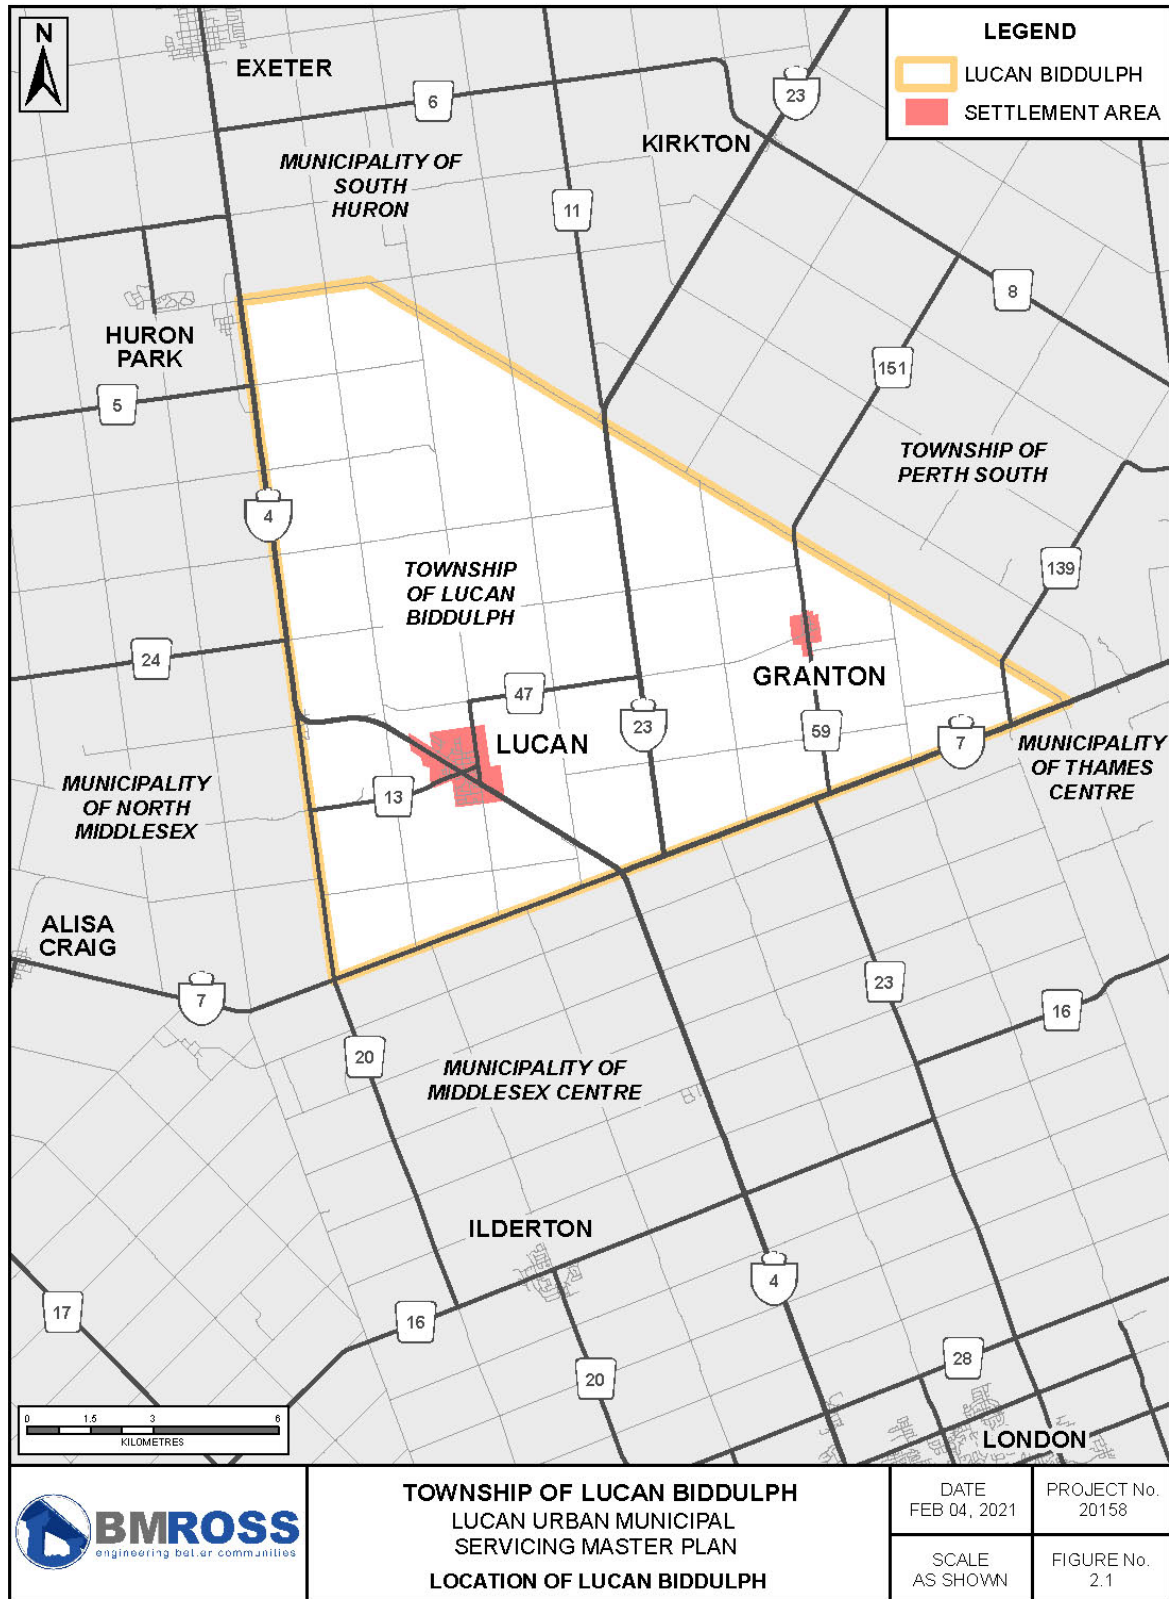 N
EXETER
6
23
LEGEND
LUCAN BIDDULPH
SETTLEMENT AREA
KIRKTON
MUNICIPALITY OF
SOUTH
HURON
11
8
HURON
PARK
5
151
TOWNSHIP OF
PERTH SOUTH
4
139
TOWNSHIP
OF LUCAN
BIDDULPH
24
GRANTON
47
23
59
7
LUCAN
MUNICIPALITY
OF THAMES
CENTRE
13
MUNICIPALITY
OF NORTH
MIDDLESEX
ALISA
CRAIG
7
23
16
20
MUNICIPALITY OF
MIDDLESEX CENTRE
ILDERTON
4
17
16
28
20
LONDON
0 1.5 3 6
KILOMETRES
BMROSS
engineering better communities
TOWNSHIP OF LUCAN BIDDULPH
LUCAN URBAN MUNICIPAL
SERVICING MASTER PLAN
LOCATION OF LUCAN BIDDULPH
DATE
FEB 04, 2021
PROJECT No.
20158
SCALE
AS SHOWN
FIGURE No.
2.1